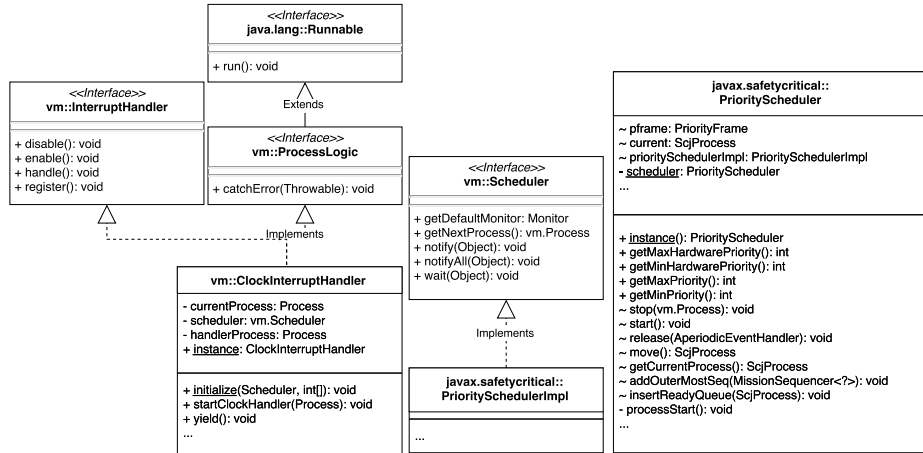 <<Interface>>
java.lang::Runnable
+ run(): void
Extends
<<Interface>>
vm::InterruptHandler
+ disable(): void
+ enable(): void
+ handle(): void
+ register(): void
<<Interface>>
vm::ProcessLogic
+ catchError(Throwable): void
Implements
<<Interface>>
vm::Scheduler
+ getDefaultMonitor: Monitor
+ getNextProcess(): vm.Process
+ notify(Object): void
+ notifyAll(Object): void
+ wait(Object): void
Implements
vm::ClockInterruptHandler
- currentProcess: Process
- scheduler: vm.Scheduler
- handlerProcess: Process
+ instance: ClockInterruptHandler
+ initialize(Scheduler, int[]): void
+ startClockHandler(Process): void
+ yield(): void
...
javax.safetycritical::
PrioritySchedulerImpl
...
javax.safetycritical::
PriorityScheduler
~ pframe: PriorityFrame
~ current: ScjProcess
~ prioritySchedulerImpl: PrioritySchedulerImpl
- scheduler: PriorityScheduler
...
+ instance(): PriorityScheduler
+ getMaxHardwarePriority(): int
+ getMinHardwarePriority(): int
+ getMaxPriority(): int
+ getMinPriority(): int
~ stop(vm.Process): void
~ start(): void
~ release(AperiodicEventHandler): void
~ move(): ScjProcess
~ getCurrentProcess(): ScjProcess
~ addOuterMostSeq(MissionSequencer<?>): void
~ insertReadyQueue(ScjProcess): void
- processStart(): void
...